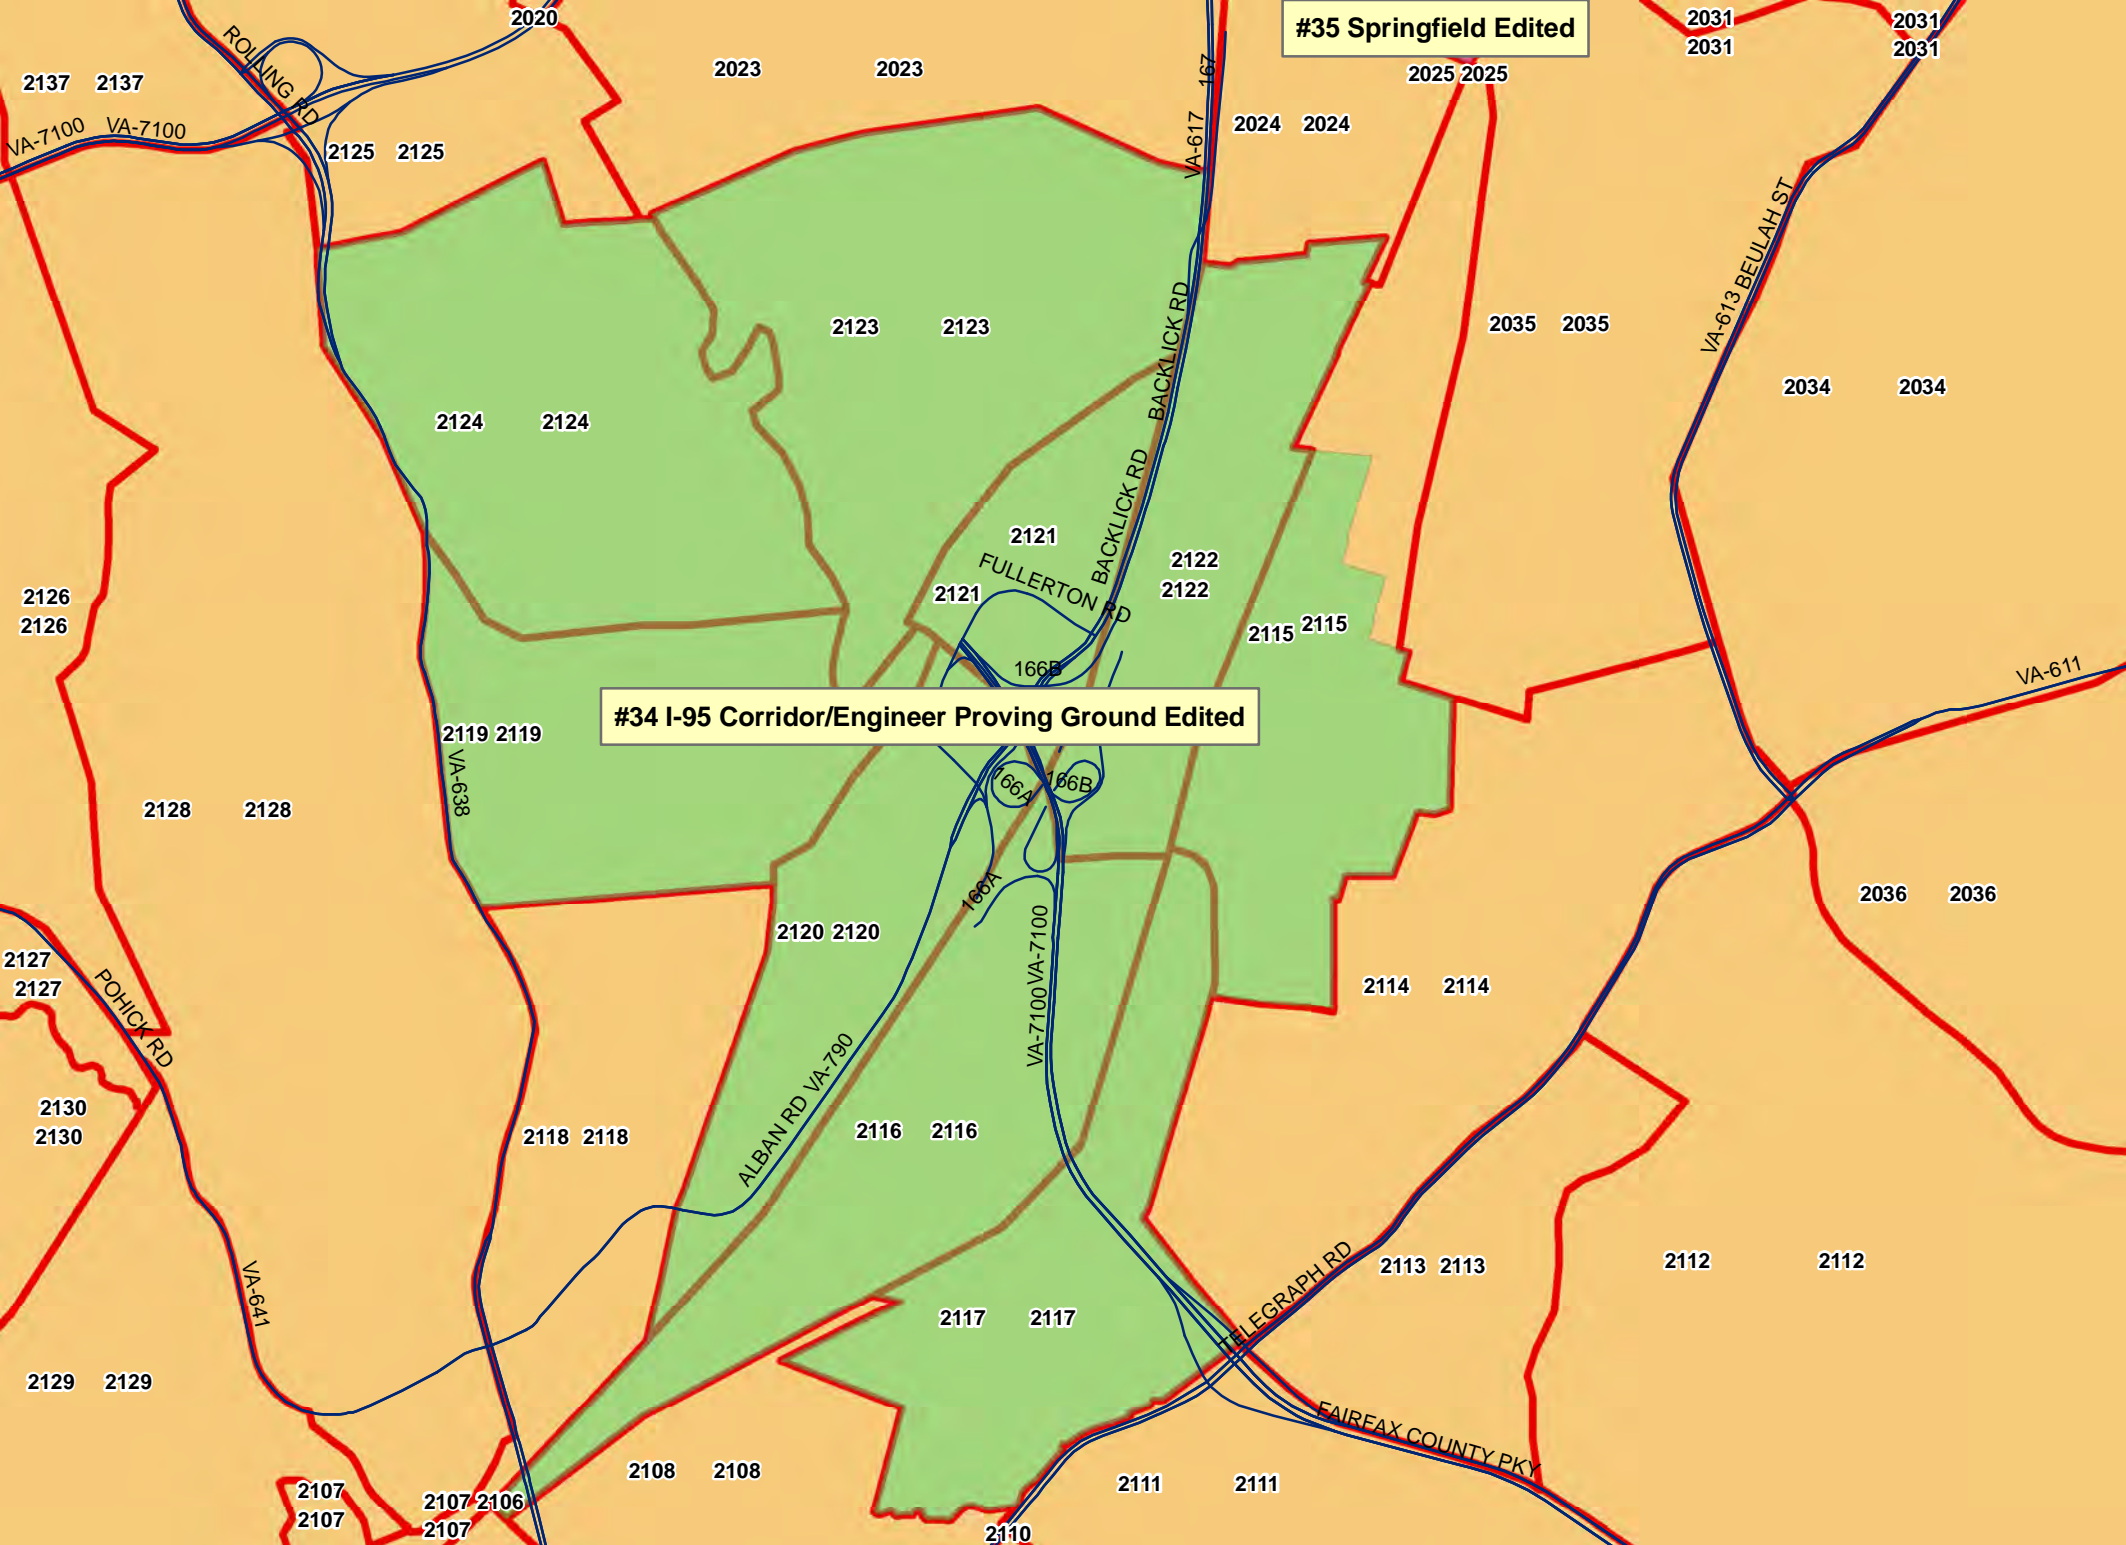 2020
#35 Springfield Edited
2031
2031
2031
2031
ROLLING RD
2137 2137
2023 2023
167
2025 2025
VA-7100 VA-7100
2125 2125
VA-617
2024 2024
VA-613 BEULAH ST
2123 2123
BACKLICK RD
2035 2035
2034 2034
2124 2124
BACKLICK RD
2121
FULLERTON RD
2121
2122
2122
2126
2126
2115 2115
166B
VA-611
#34 I-95 Corridor/Engineer Proving Ground Edited
2119 2119
VA-638
166A
166B
2128 2128
166A
2036 2036
2120 2120
VA-7100 VA-7100
2127
2127
POHICK RD
2114 2114
ALBAN RD VA-790
2130
2130
2118 2118
2116 2116
VA-641
TELEGRAPH RD
2113 2113
2112 2112
2117 2117
2129 2129
FAIRFAX COUNTY PKY
2108 2108
2111 2111
2107
2107
2107 2106
2107
2110